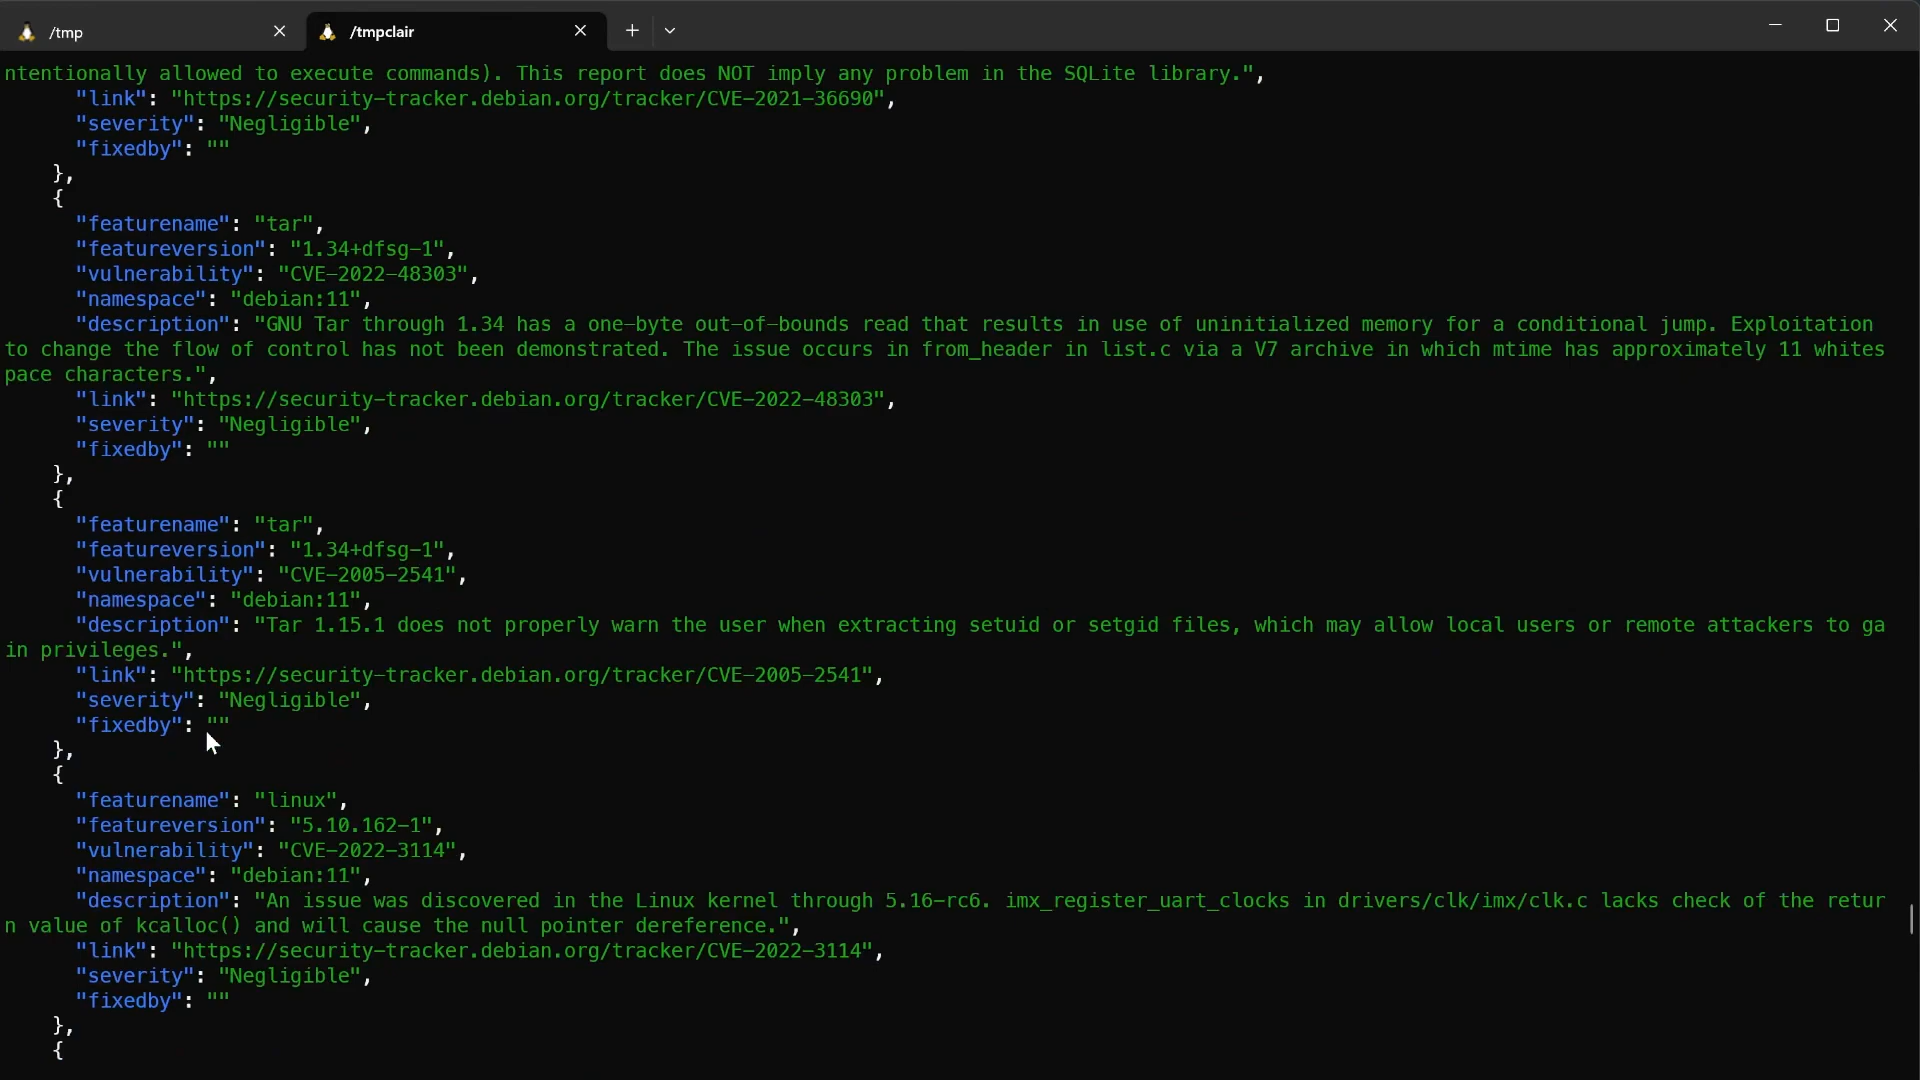 /tmp
/tmpclair
ntentionally allowed to execute commands). This report does NOT imply any problem in the SQLite library.",
"link": "https://security-tracker.debian.org/tracker/CVE-2021-36690",
"severity": "Negligible",
"fixedby": ""
},
{
"featurename": "tar",
"featureversion": "1.34+dfsg-1",
"vulnerability": "CVE-2022-48303",
"namespace": "debian:11",
"description": "GNU Tar through 1.34 has a one-byte out-of-bounds read that results in use of uninitialized memory for a conditional jump. Exploitation
to change the flow of control has not been demonstrated. The issue occurs in from_header in list.c via a V7 archive in which mtime has approximately 11 whites
pace characters.",
"link": "https://security-tracker.debian.org/tracker/CVE-2022-48303",
"severity": "Negligible",
"fixedby": ""
},
{
"featurename": "tar",
"featureversion": "1.34+dfsg-1",
"vulnerability": "CVE-2005-2541",
"namespace": "debian:11",
"description": "Tar 1.15.1 does not properly warn the user when extracting setuid or setgid files, which may allow local users or remote attackers to ga
in privileges.",
"link": "https://security-tracker.debian.org/tracker/CVE-2005-2541",
"severity": "Negligible",
"fixedby": ""
},
{
"featurename": "linux",
"featureversion": "5.10.162-1",
"vulnerability": "CVE-2022-3114",
"namespace": "debian:11",
"description": "An issue was discovered in the Linux kernel through 5.16-rc6. imx_register_uart_clocks in drivers/clk/imx/clk.c lacks check of the retur
n value of kcalloc() and will cause the null pointer dereference.",
"link": "https://security-tracker.debian.org/tracker/CVE-2022-3114",
"severity": "Negligible",
"fixedby": ""
},
{